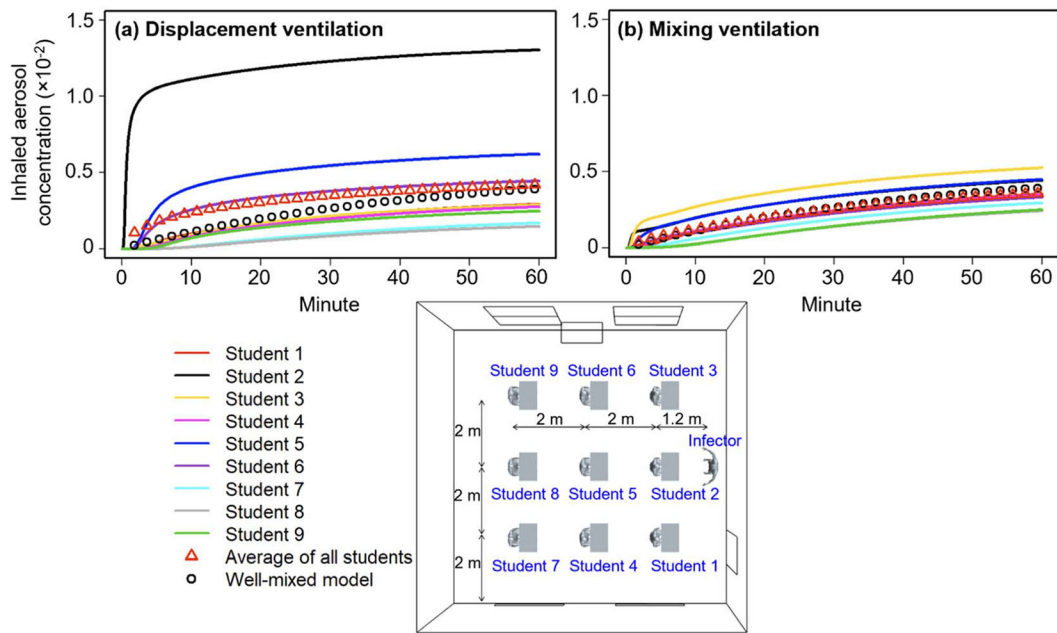 (a) Displacement ventilation
(b) Mixing ventilation
Inhaled aerosol
concentration (×10⁻²)
1.5
1.0
0.5
0
0 10 20 30 40 50 60
Minute
1.5
1.0
0.5
0
0 10 20 30 40 50 60
Minute
Student 1
Student 2
Student 3
Student 4
Student 5
Student 6
Student 7
Student 8
Student 9
Average of all students
Well-mixed model
Student 9 Student 6 Student 3
2 m 2 m 1.2 m
2 m
Infector
Student 8 Student 5 Student 2
2 m
2 m
Student 7 Student 4 Student 1